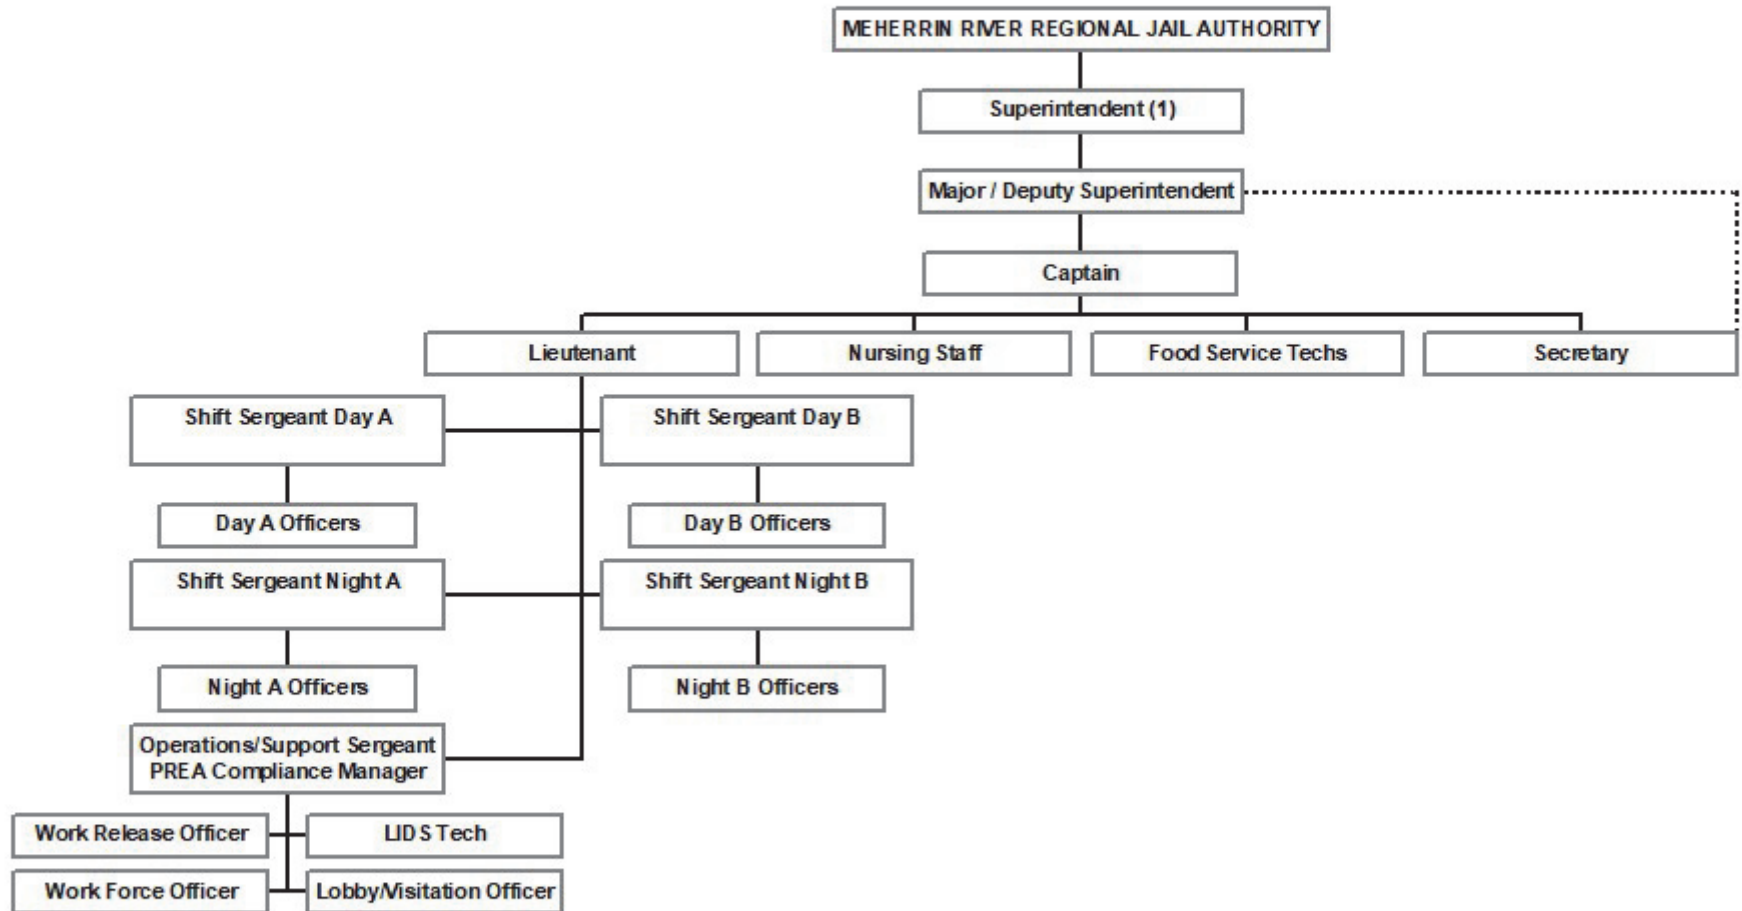 MEHERRIN RIVER REGIONAL JAIL AUTHORITY
Superintendent (1)
Major / Deputy Superintendent
Captain
Lieutenant
Nursing Staff
Food Service Techs
Secretary
Shift Sergeant Day A
Shift Sergeant Day B
Day A Officers
Day B Officers
Shift Sergeant Night A
Shift Sergeant Night B
Night A Officers
Night B Officers
Operations/Support Sergeant
PREA Compliance Manager
Work Release Officer
LIDS Tech
Work Force Officer
Lobby/Visitation Officer